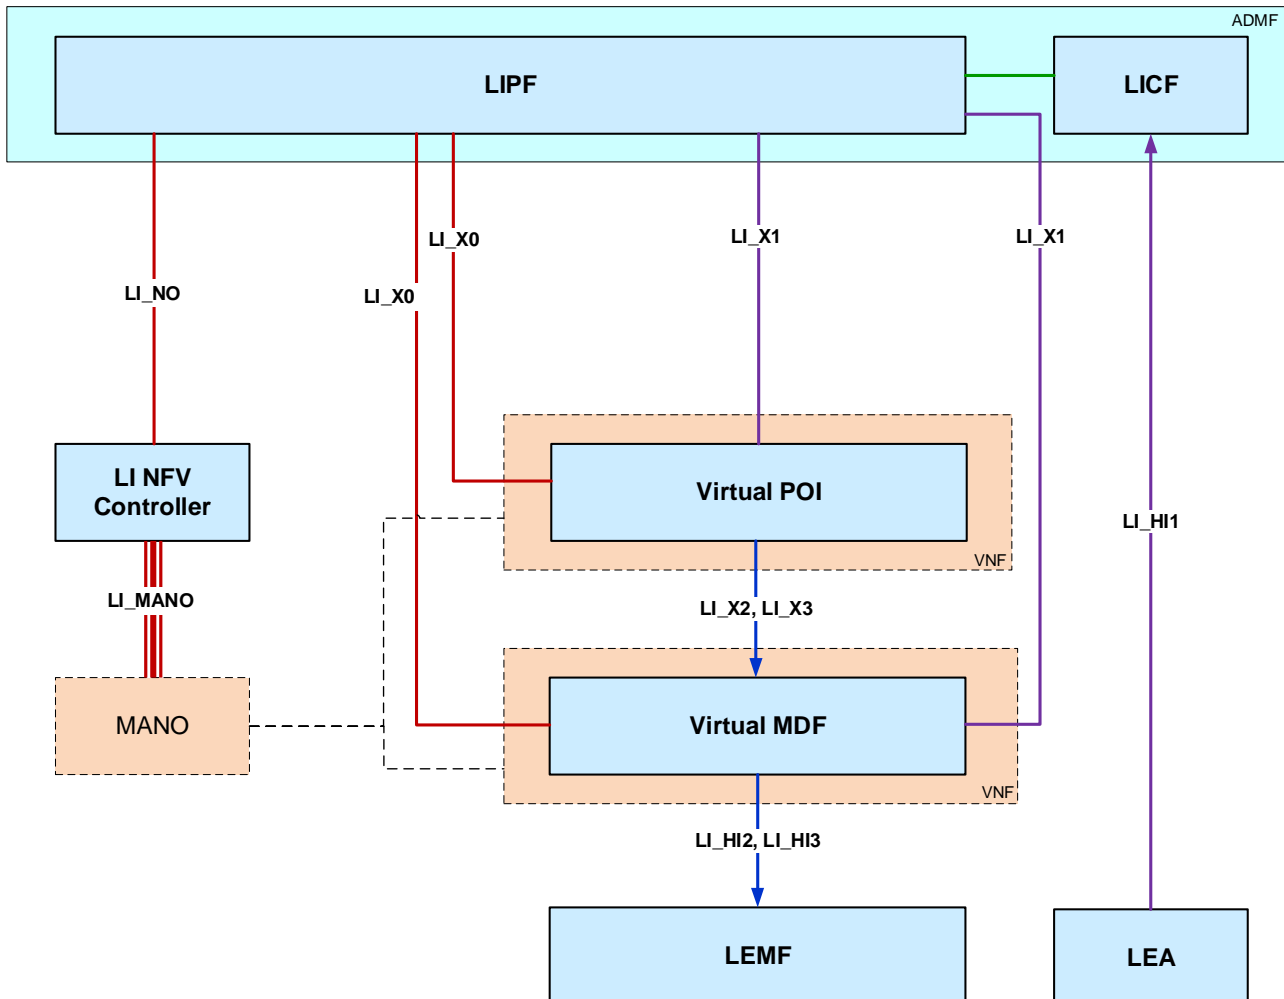 ADMF
LIPF
LICF
LI_X0
LI_X1
LI_X1
LI_NO
LI_X0
LI NFV
Controller
Virtual POI
LI_HI1
VNF
LI_MANO
LI_X2, LI_X3
MANO
Virtual MDF
VNF
LI_HI2, LI_HI3
LEMF
LEA